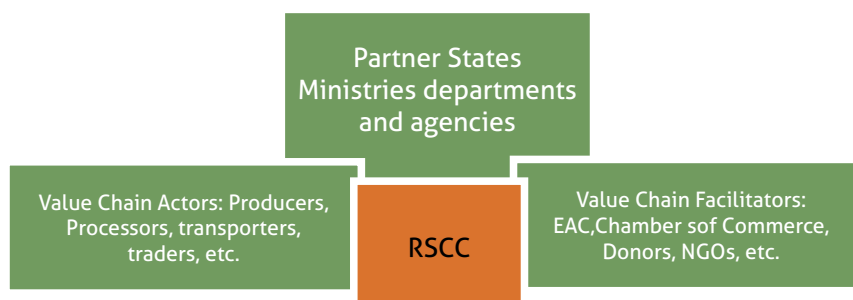 Partner States
Ministries departments
and agencies
Value Chain Actors: Producers,
Processors, transporters,
traders, etc.
RSCC
Value Chain Facilitators:
EAC,Chamber sof Commerce,
Donors, NGOs, etc.